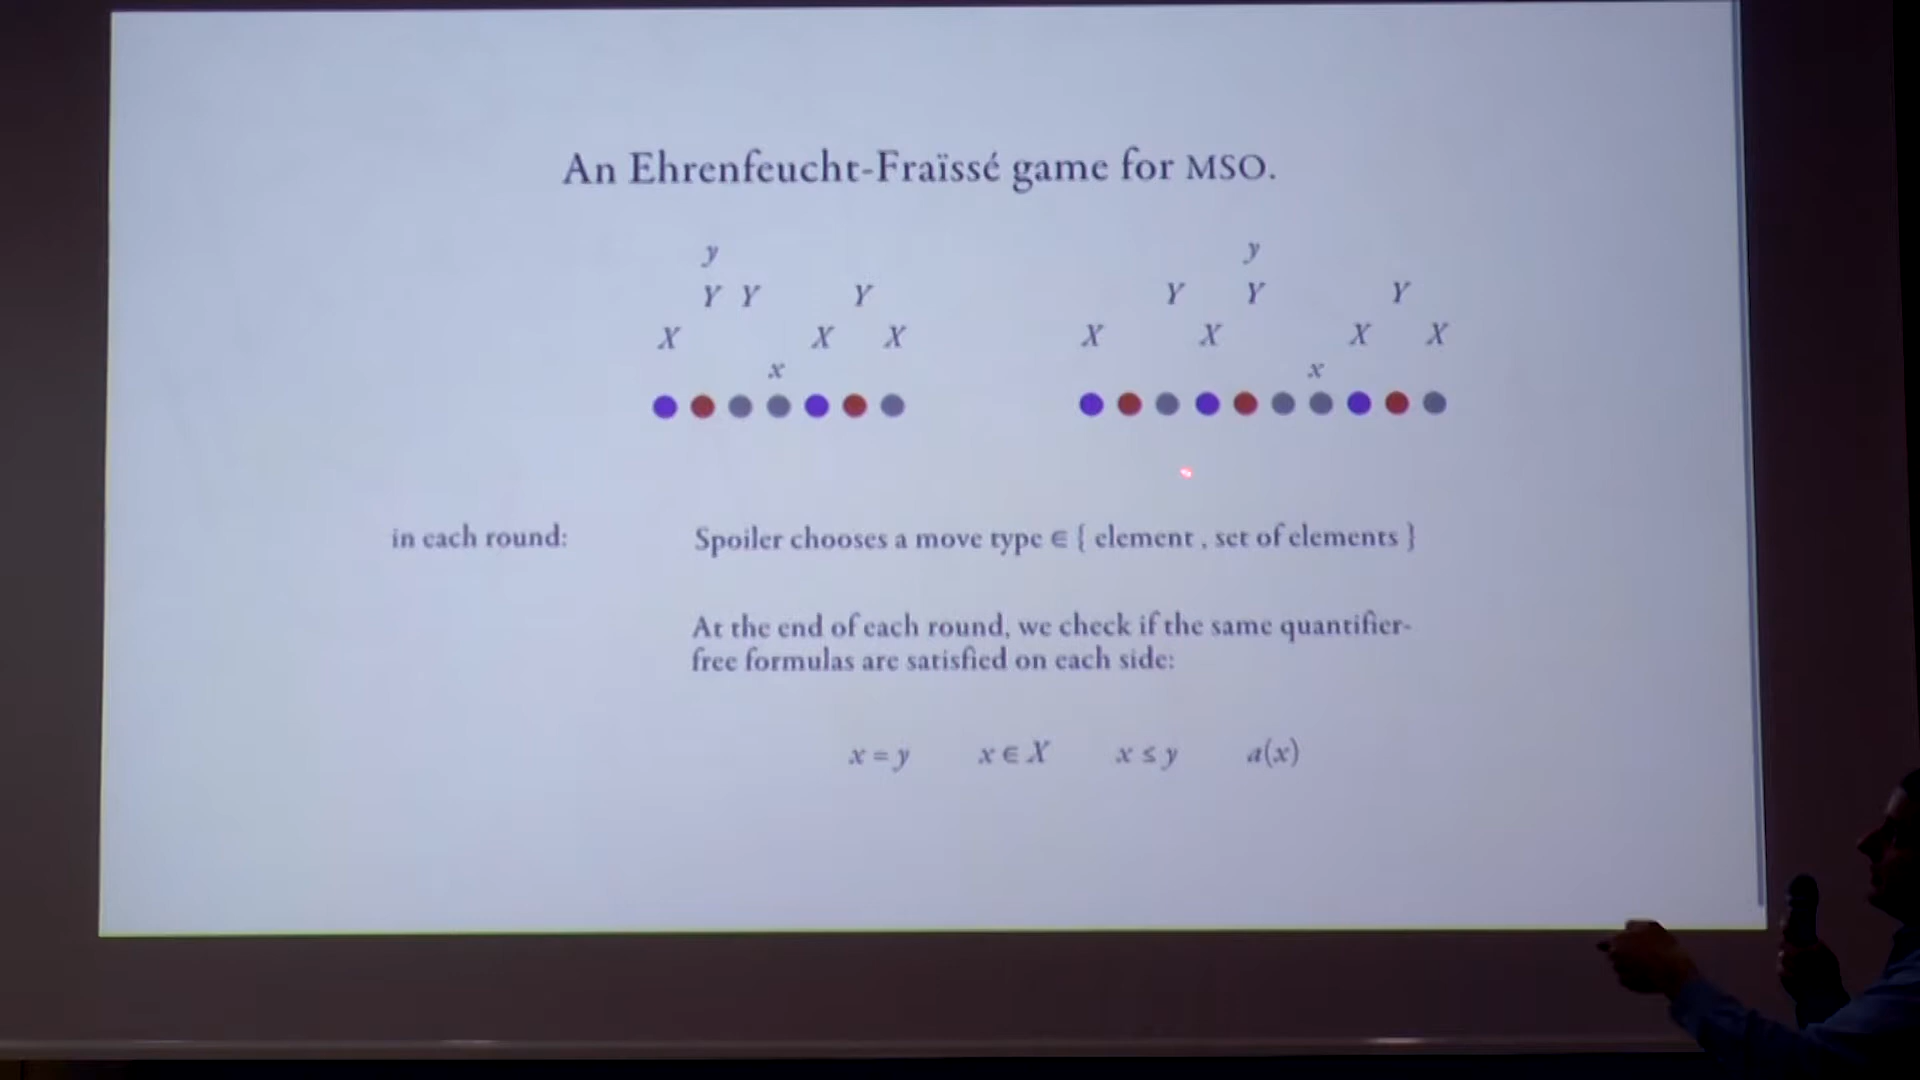 An Ehrenfeucht-Fraïssé game for MSO.
y y
Y Y Y Y Y Y
X X X X X X X
x x
in each round: Spoiler chooses a move type ∈ { element , set of elements }
At the end of each round, we check if the same quantifier-
free formulas are satisfied on each side:
x = y x ∈ X x ≤ y a(x)